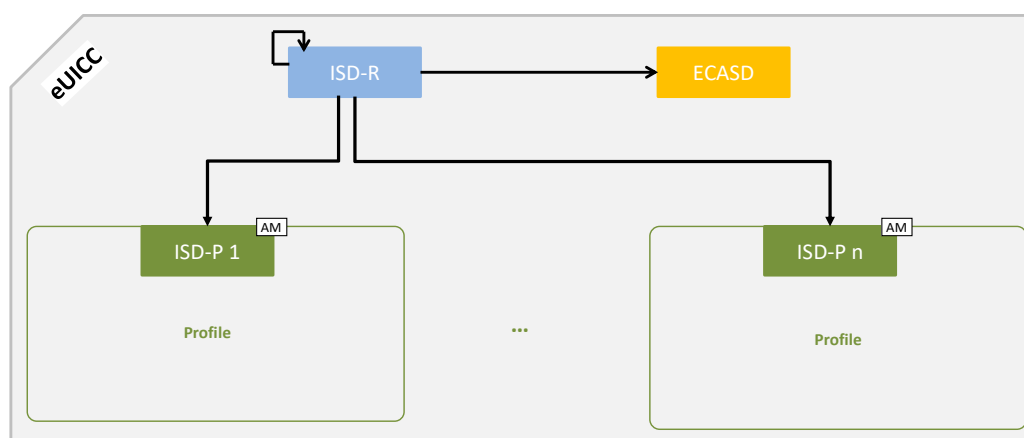 eUICC
ISD-R
ECASD
AM
ISD-P 1
AM
ISD-P n
Profile
...
Profile